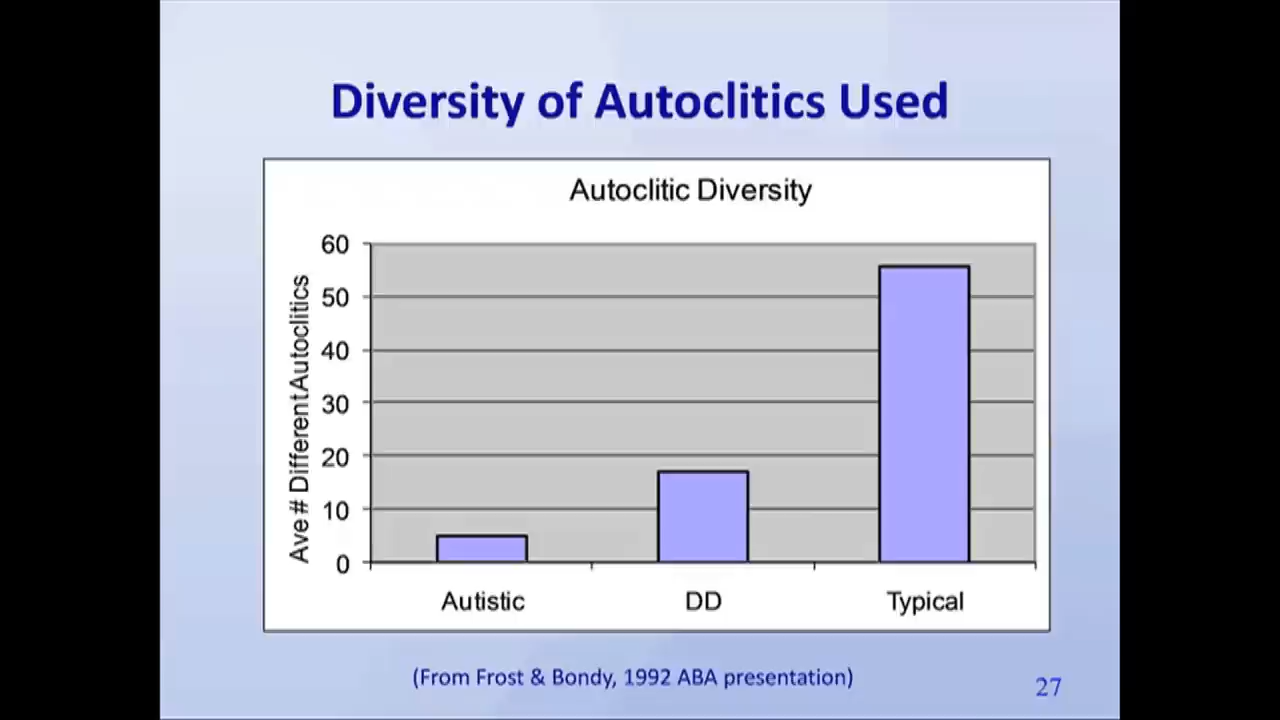 Diversity of Autoclitics Used
Autoclitic Diversity
Ave # Different Autoclitics
60
50
40
30
20
10
0
Autistic DD Typical
(From Frost & Bondy, 1992 ABA presentation)
27